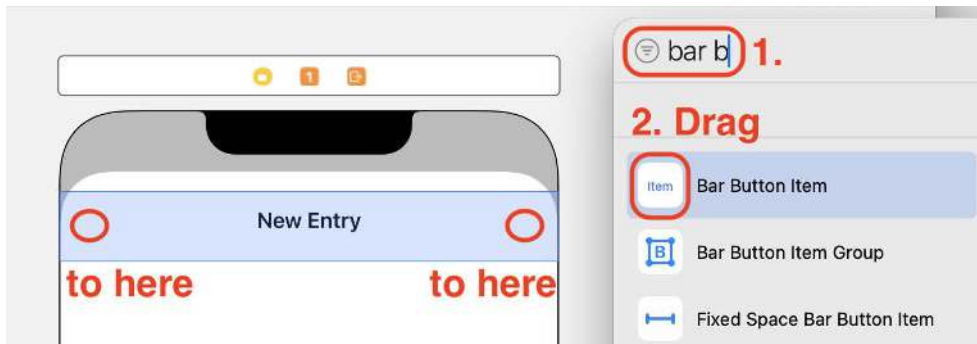 bar b 1.
2. Drag
1
Item Bar Button Item
New Entry
B Bar Button Item Group
to here to here
Fixed Space Bar Button Item